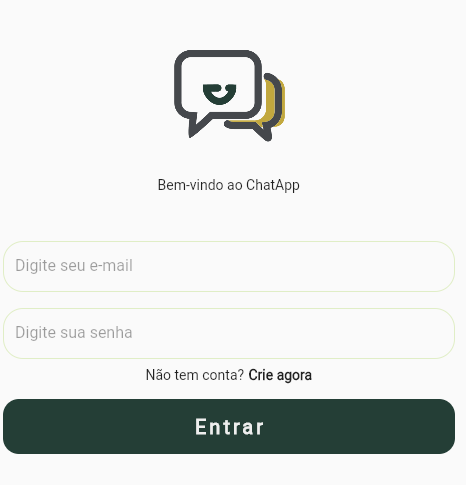 Bem-vindo ao ChatApp
Digite seu e-mail
Digite sua senha
Não tem conta? Crie agora
Entrar